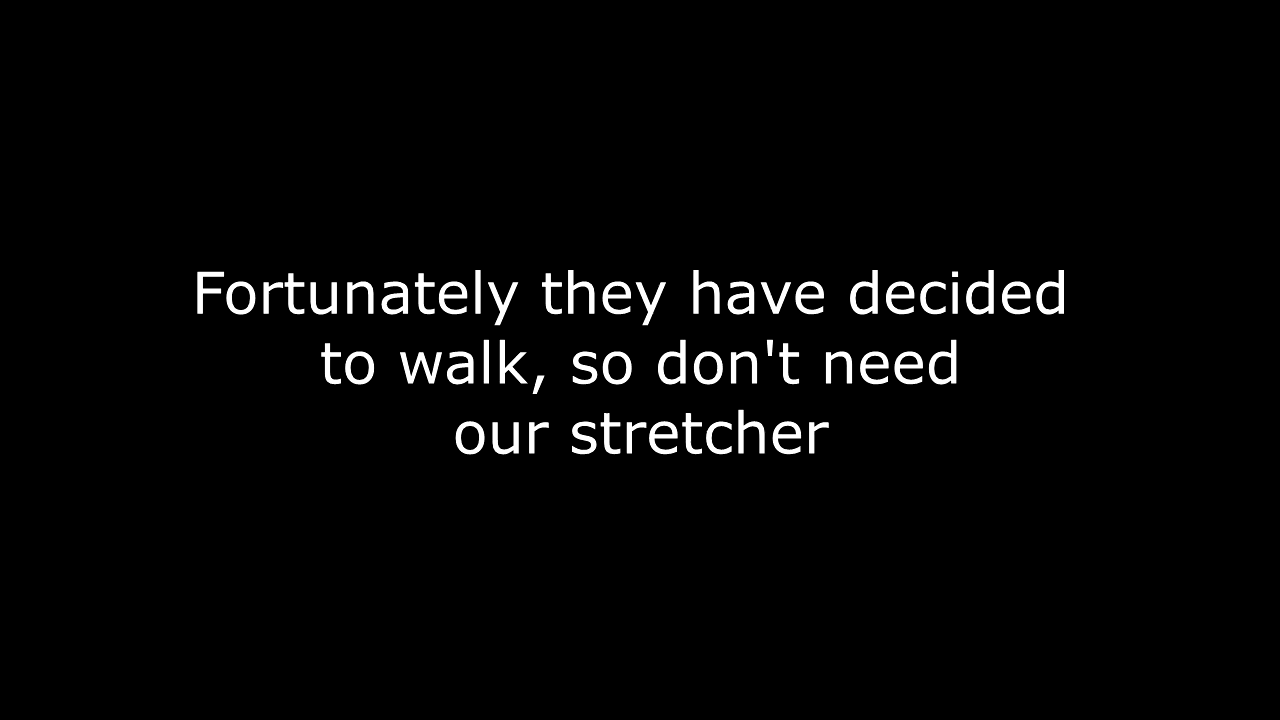 Fortunately they have decided
to walk, so don't need
our stretcher